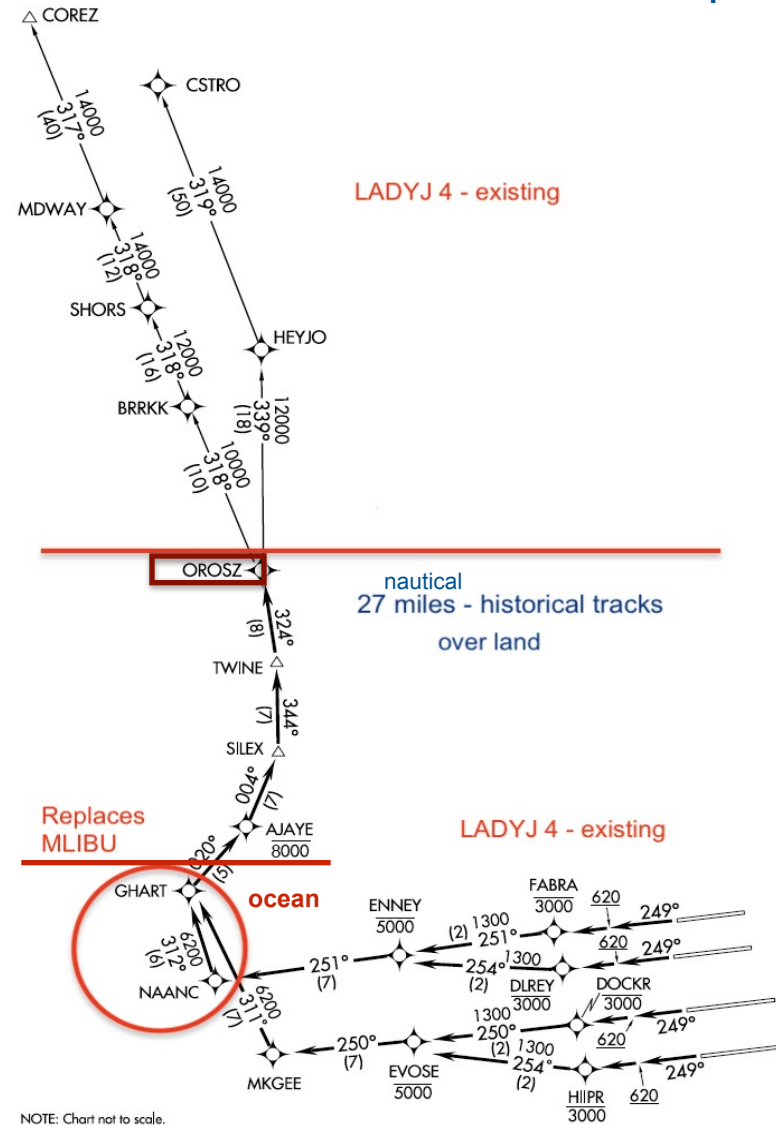 COREZ
CSTRO
14000
317°
(40)
14000
319°
(50)
LADYJ 4 - existing
MDWAY
14000
318°
(12)
SHORS
HEYJO
12000
318°
(16)
BRRKK
12000
339°
(18)
10000
318°
(10)
OROSZ
nautical
27 miles - historical tracks
over land
324°
(8)
TWINE
344°
(7)
SILEX
004°
(7)
Replaces
MLIBU
AJAYE
8000
LADYJ 4 - existing
020°
(5)
GHART
ocean
FABRA
3000
620
249°
ENNEY
5000
(2) 1300
251°
6200
312°
(6)
620
249°
251°
(7)
1300
254°
(2)
DLREY
3000
DOCKR
3000
NAANC
6200
311°
(7)
1300
250°
(2)
620
249°
250°
(7)
1300
254°
(2)
MKGEE
EVOSE
5000
249°
HIIPR
3000
620
NOTE: Chart not to scale.